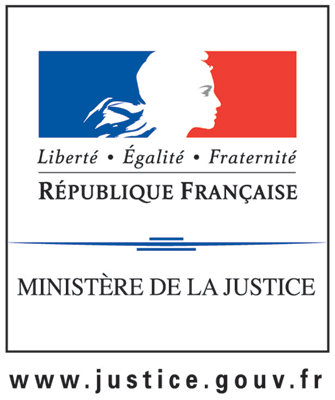 Liberté • Égalité • Fraternité
RÉPUBLIQUE FRANÇAISE
MINISTÈRE DE LA JUSTICE
www.justice.gouv.fr